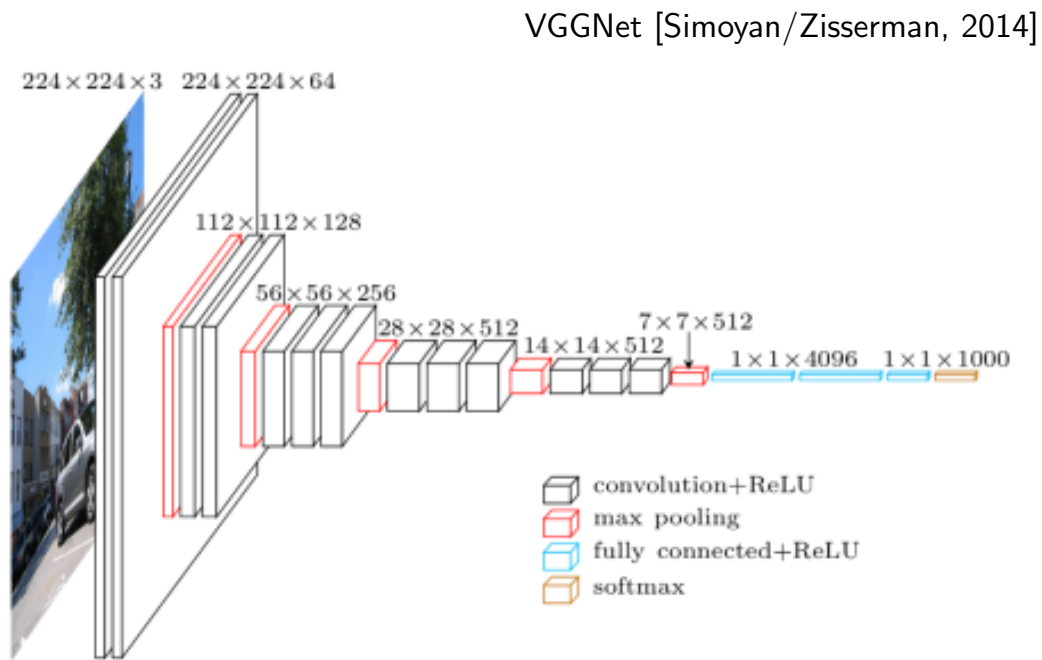 VGGNet [Simoyan/Zisserman, 2014]
224×224×3 224×224×64
112×112×128
56×56×256
28×28×512
14×14×512
7×7×512
1×1×4096 1×1×1000
convolution+ReLU
max pooling
fully connected+ReLU
softmax